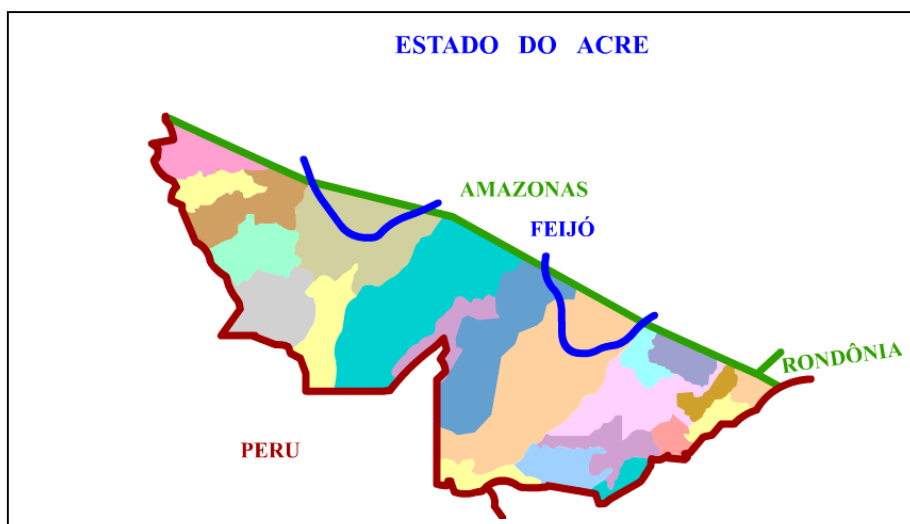 ESTADO DO ACRE
AMAZONAS
FEIJÓ
RONDÔNIA
PERU